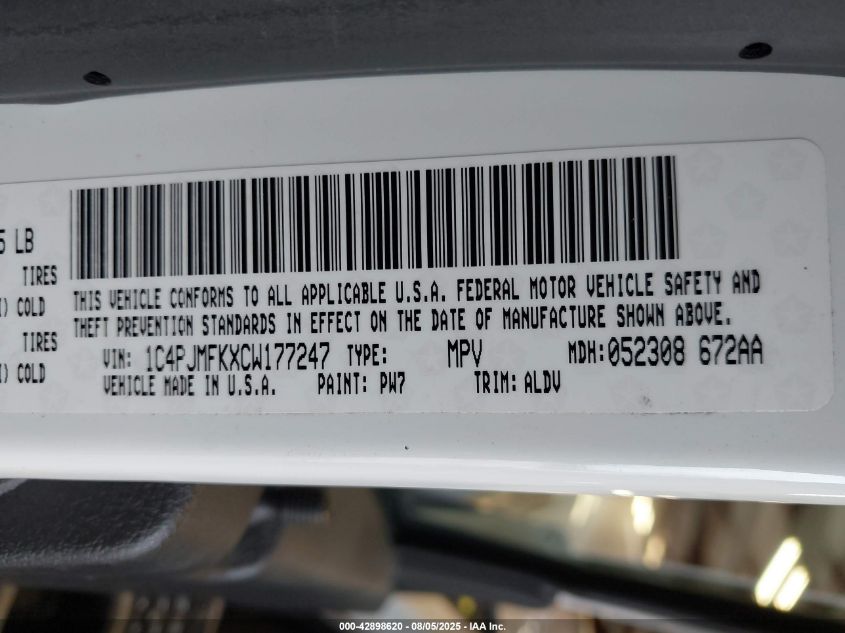 5 LB
TIRES
) COLD
TIRES
) COLD
THIS VEHICLE CONFORMS TO ALL APPLICABLE U.S.A. FEDERAL MOTOR VEHICLE SAFETY AND
THEFT PREVENTION STANDARDS IN EFFECT ON THE DATE OF MANUFACTURE SHOWN ABOVE.
VIN: 1C4PJMFKXCW177247 TYPE: MPV MDH:052308 672AA
VEHICLE MADE IN U.S.A. PAINT: PW7 TRIM: ALDV
000-42898620 - 08/05/2025 - IAA Inc.